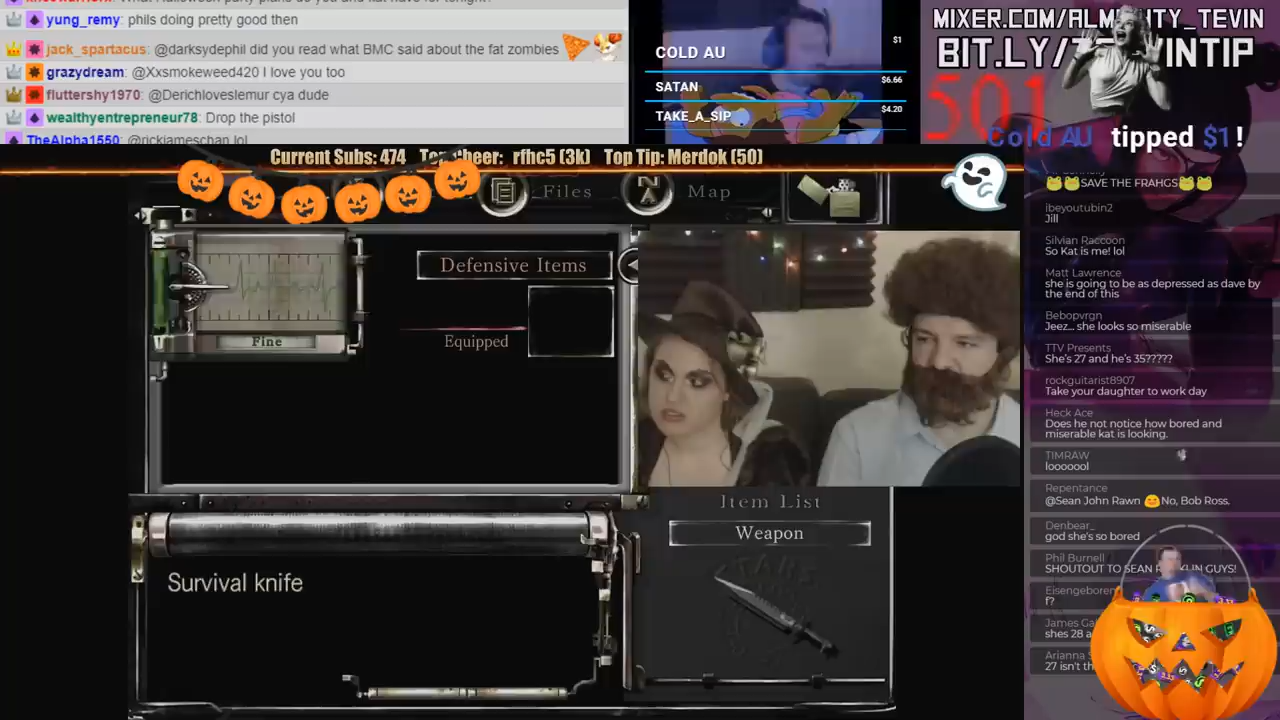 yung_remy: phils doing pretty good then
jack_spartacus: @darksydephil did you read what BMC said about the fat zombies
grazydream: @Xxsmokeweed420 I love you too
fluttershy1970: @Derichloveslemur cya dude
wealthyentrepreneur78: Drop the pistol
TheAlpha1550: @rickjameschan lol
COLD AU $1
SATAN $6.66
TAKE_A_SIP $4.20
MIXER.COM/ALMIGHTY_TEVIN
501
Cold AU tipped $1!
Current Subs: 474 Top Cheer: rfhc5 (3k) Top Tip: Merdok (50)
Files
Map
Defensive Items
Equipped
Fine
Item List
Weapon
Survival knife
SAVE THE FRAHGS
ibeyoutubin2
Jill
Silvian Raccoon
So Kat is me! lol
Matt Lawrence
she is going to be as depressed as dave by
the end of this
Bebopvrgn
Jeez... she looks so miserable
TTV Presents
She's 27 and he's 35?????
rockguitarist8907
Take your daughter to work day
Heck Ace
Does he not notice how bored and
miserable kat is looking.
TIMRAW
looooool
Repentance
@Sean John Rawn No, Bob Ross.
Denbear_
god she's so bored
Phil Burnell
SHOUTOUT TO SEAN GUYS!
Eisengeboren
f?
James
shes 28
Arianna
27 isn't